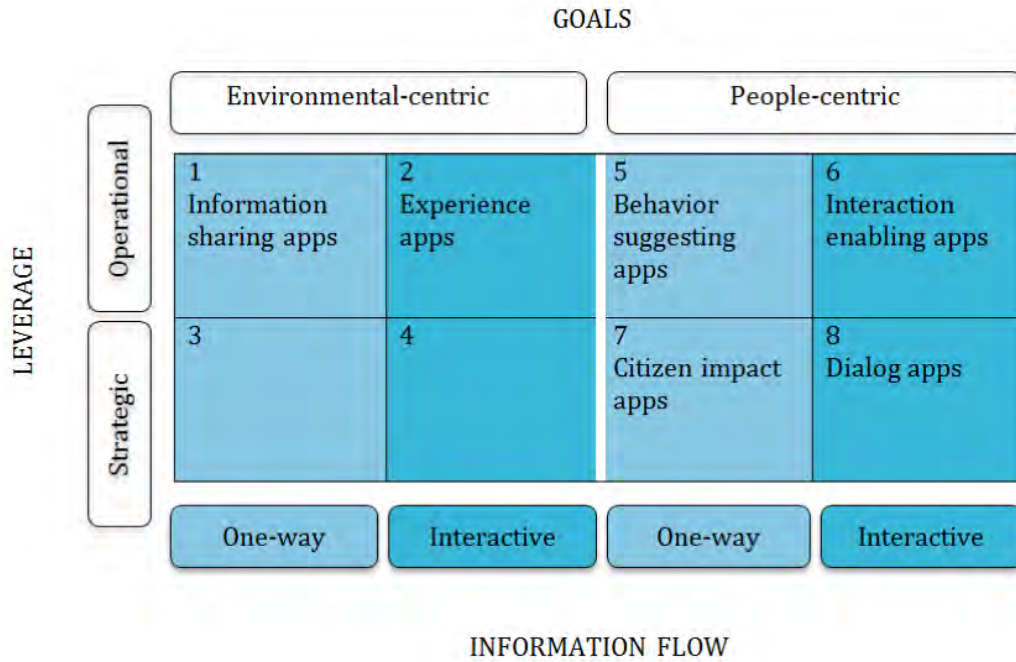 GOALS
Environmental-centric
People-centric
LEVERAGE
Operational
Strategic
1
Information
sharing apps
2
Experience
apps
5
Behavior
suggesting
apps
6
Interaction
enabling apps
3
4
7
Citizen impact
apps
8
Dialog apps
One-way
Interactive
One-way
Interactive
INFORMATION FLOW